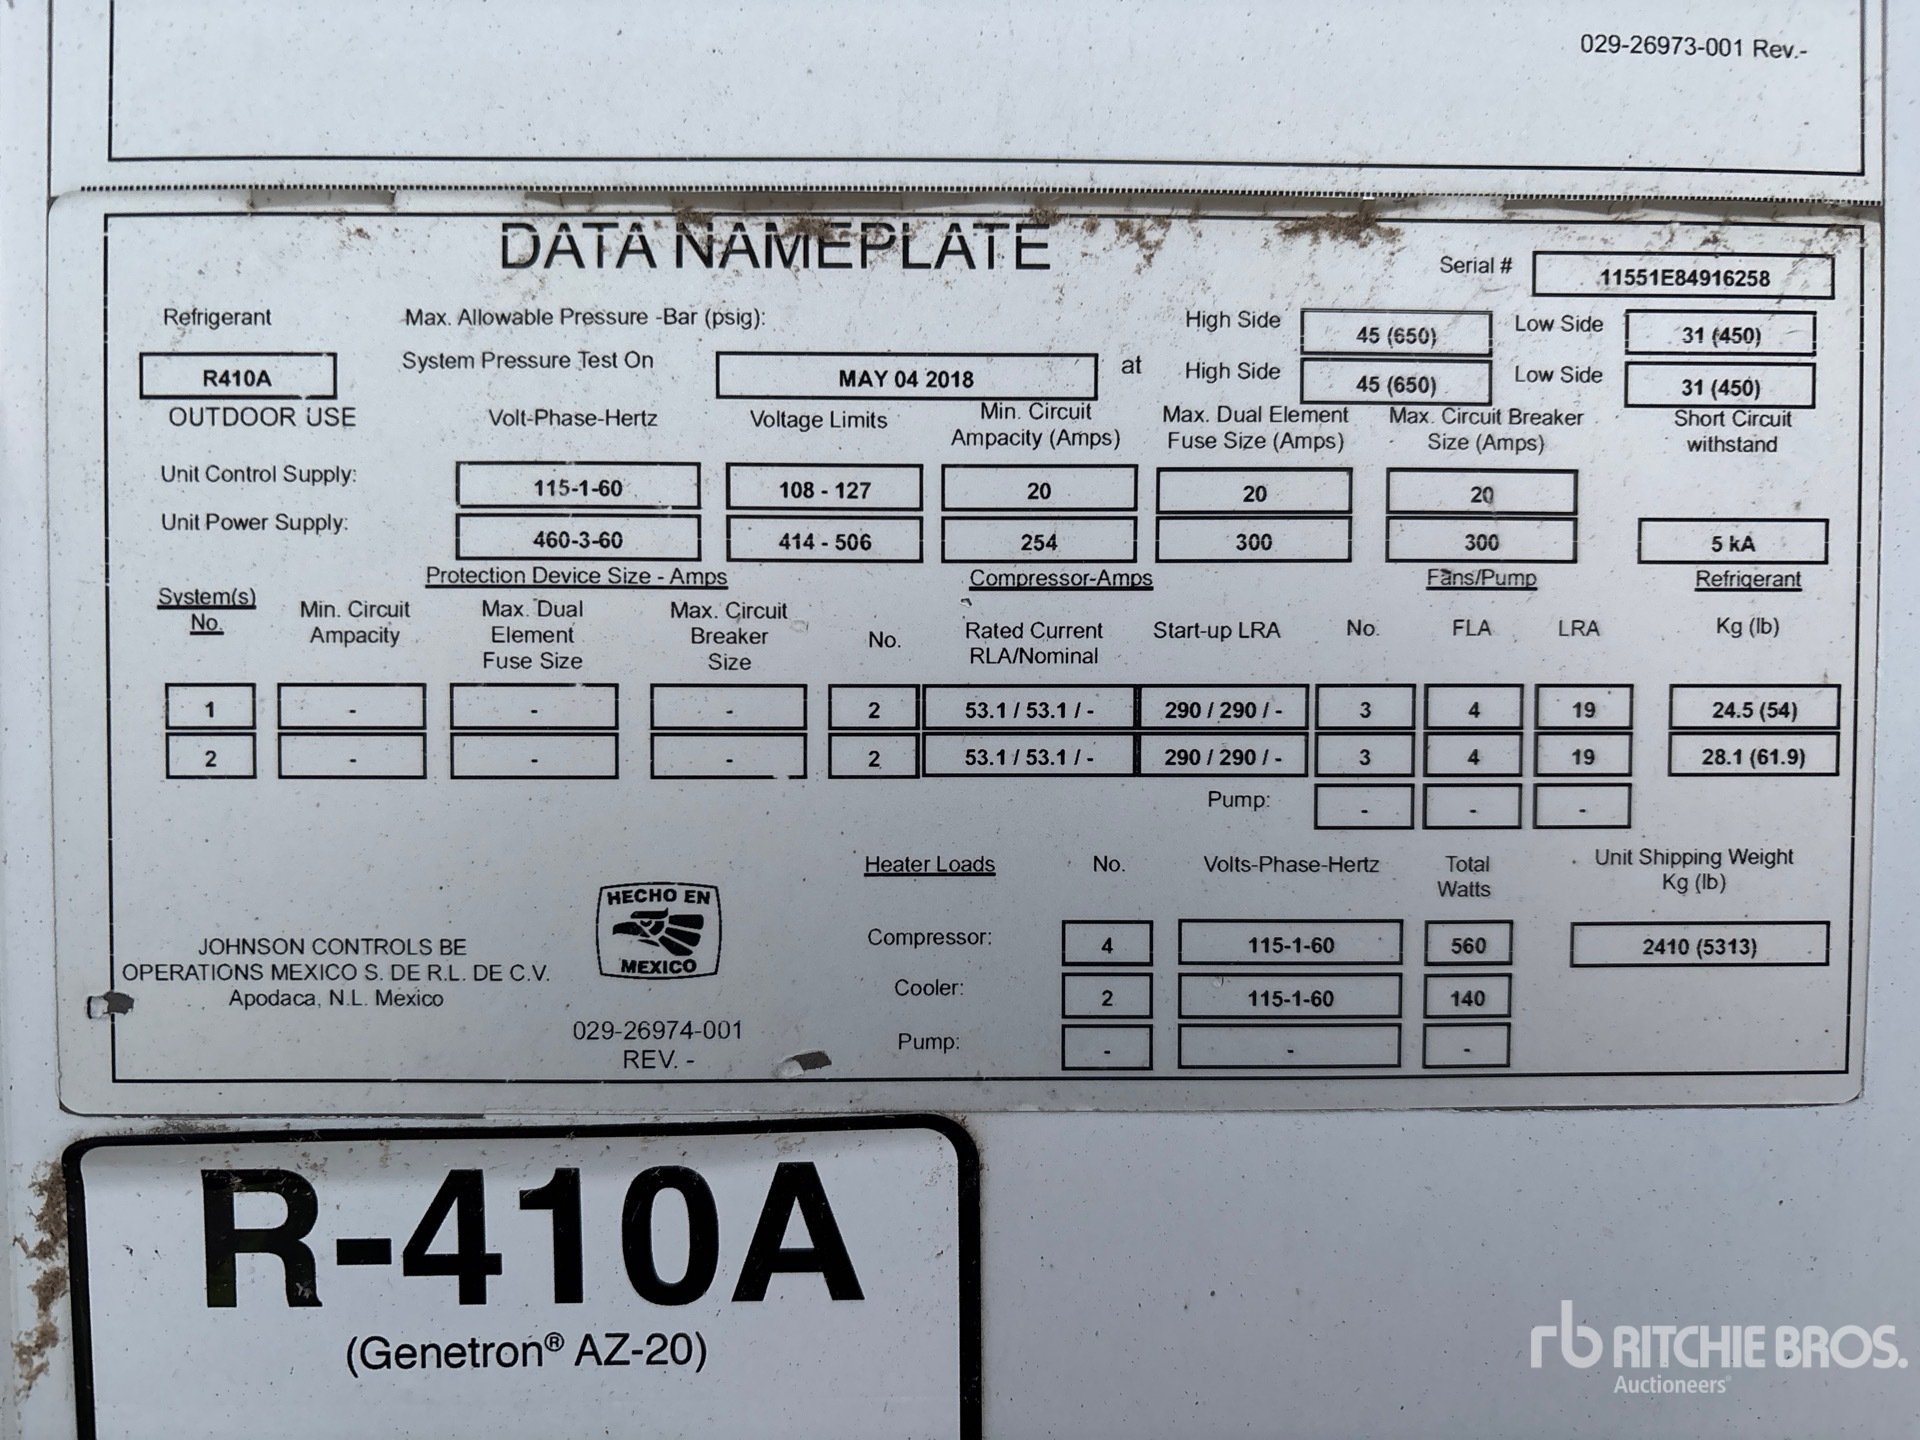 029-26973-001 Rev.-
DATA NAMEPLATE
Serial # 11551E84916258
Refrigerant Max. Allowable Pressure -Bar (psig): High Side 45 (650) Low Side 31 (450)
R410A System Pressure Test On MAY 04 2018 at High Side 45 (650) Low Side 31 (450)
OUTDOOR USE Volt-Phase-Hertz Voltage Limits Min. Circuit Ampacity (Amps) Max. Dual Element Fuse Size (Amps) Max. Circuit Breaker Size (Amps) Short Circuit withstand
Unit Control Supply: 115-1-60 108 - 127 20 20 20
Unit Power Supply: 460-3-60 414 - 506 254 300 300 5 kA
Protection Device Size - Amps Compressor-Amps Fans/Pump Refrigerant
System(s) No. Min. Circuit Ampacity Max. Dual Element Fuse Size Max. Circuit Breaker Size No. Rated Current RLA/Nominal Start-up LRA No. FLA LRA Kg (lb)
1 - - - 2 53.1 / 53.1 / - 290 / 290 / - 3 4 19 24.5 (54)
2 - - - 2 53.1 / 53.1 / - 290 / 290 / - 3 4 19 28.1 (61.9)
Pump: - - -
Heater Loads No. Volts-Phase-Hertz Total Watts Unit Shipping Weight Kg (lb)
Compressor: 4 115-1-60 560 2410 (5313)
Cooler: 2 115-1-60 140
Pump: - - -
HECHO EN
MEXICO
JOHNSON CONTROLS BE
OPERATIONS MEXICO S. DE R.L. DE C.V.
Apodaca, N.L. Mexico
029-26974-001
REV. -
R-410A
(Genetron® AZ-20)
rb RITCHIE BROS.
Auctioneers